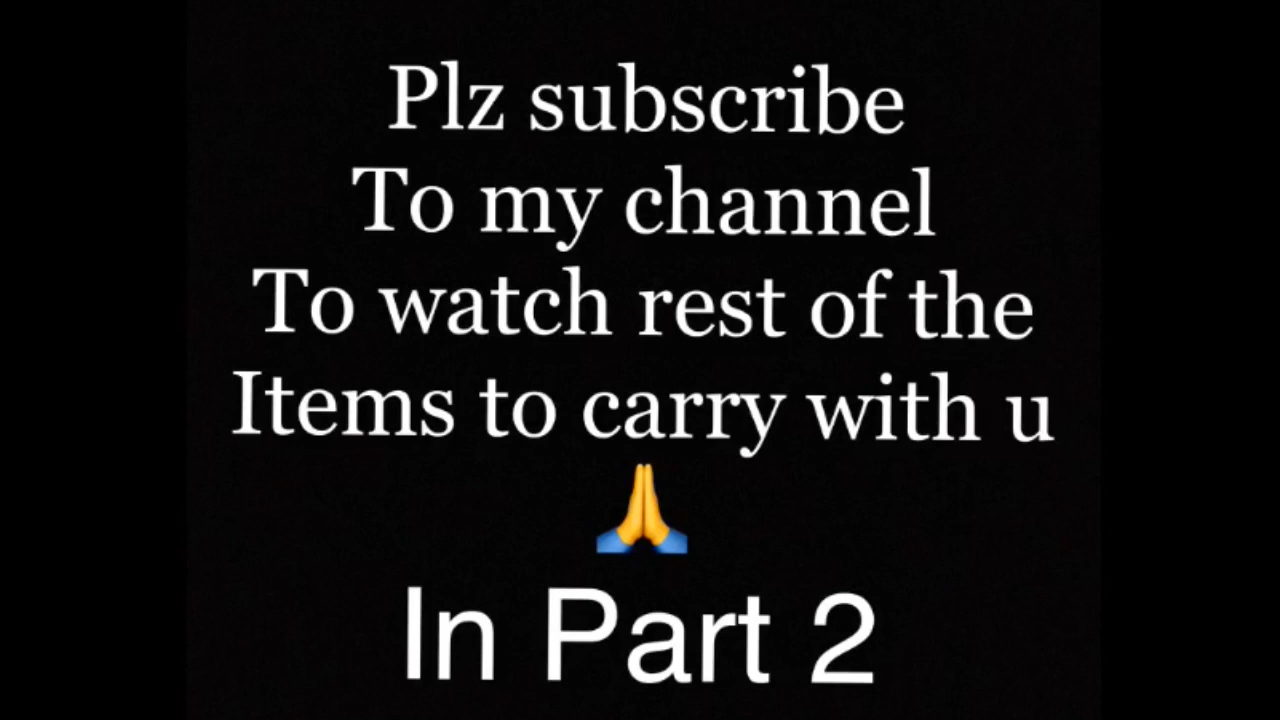 Plz subscribe
To my channel
To watch rest of the
Items to carry with u
🙏
In Part 2